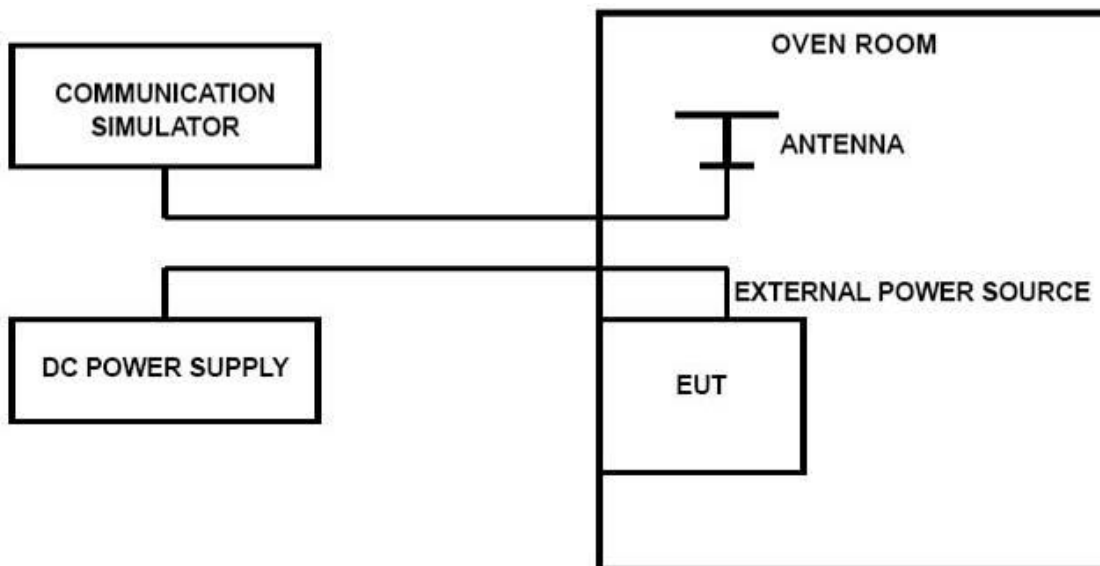 OVEN ROOM
COMMUNICATION
SIMULATOR
ANTENNA
EXTERNAL POWER SOURCE
DC POWER SUPPLY
EUT